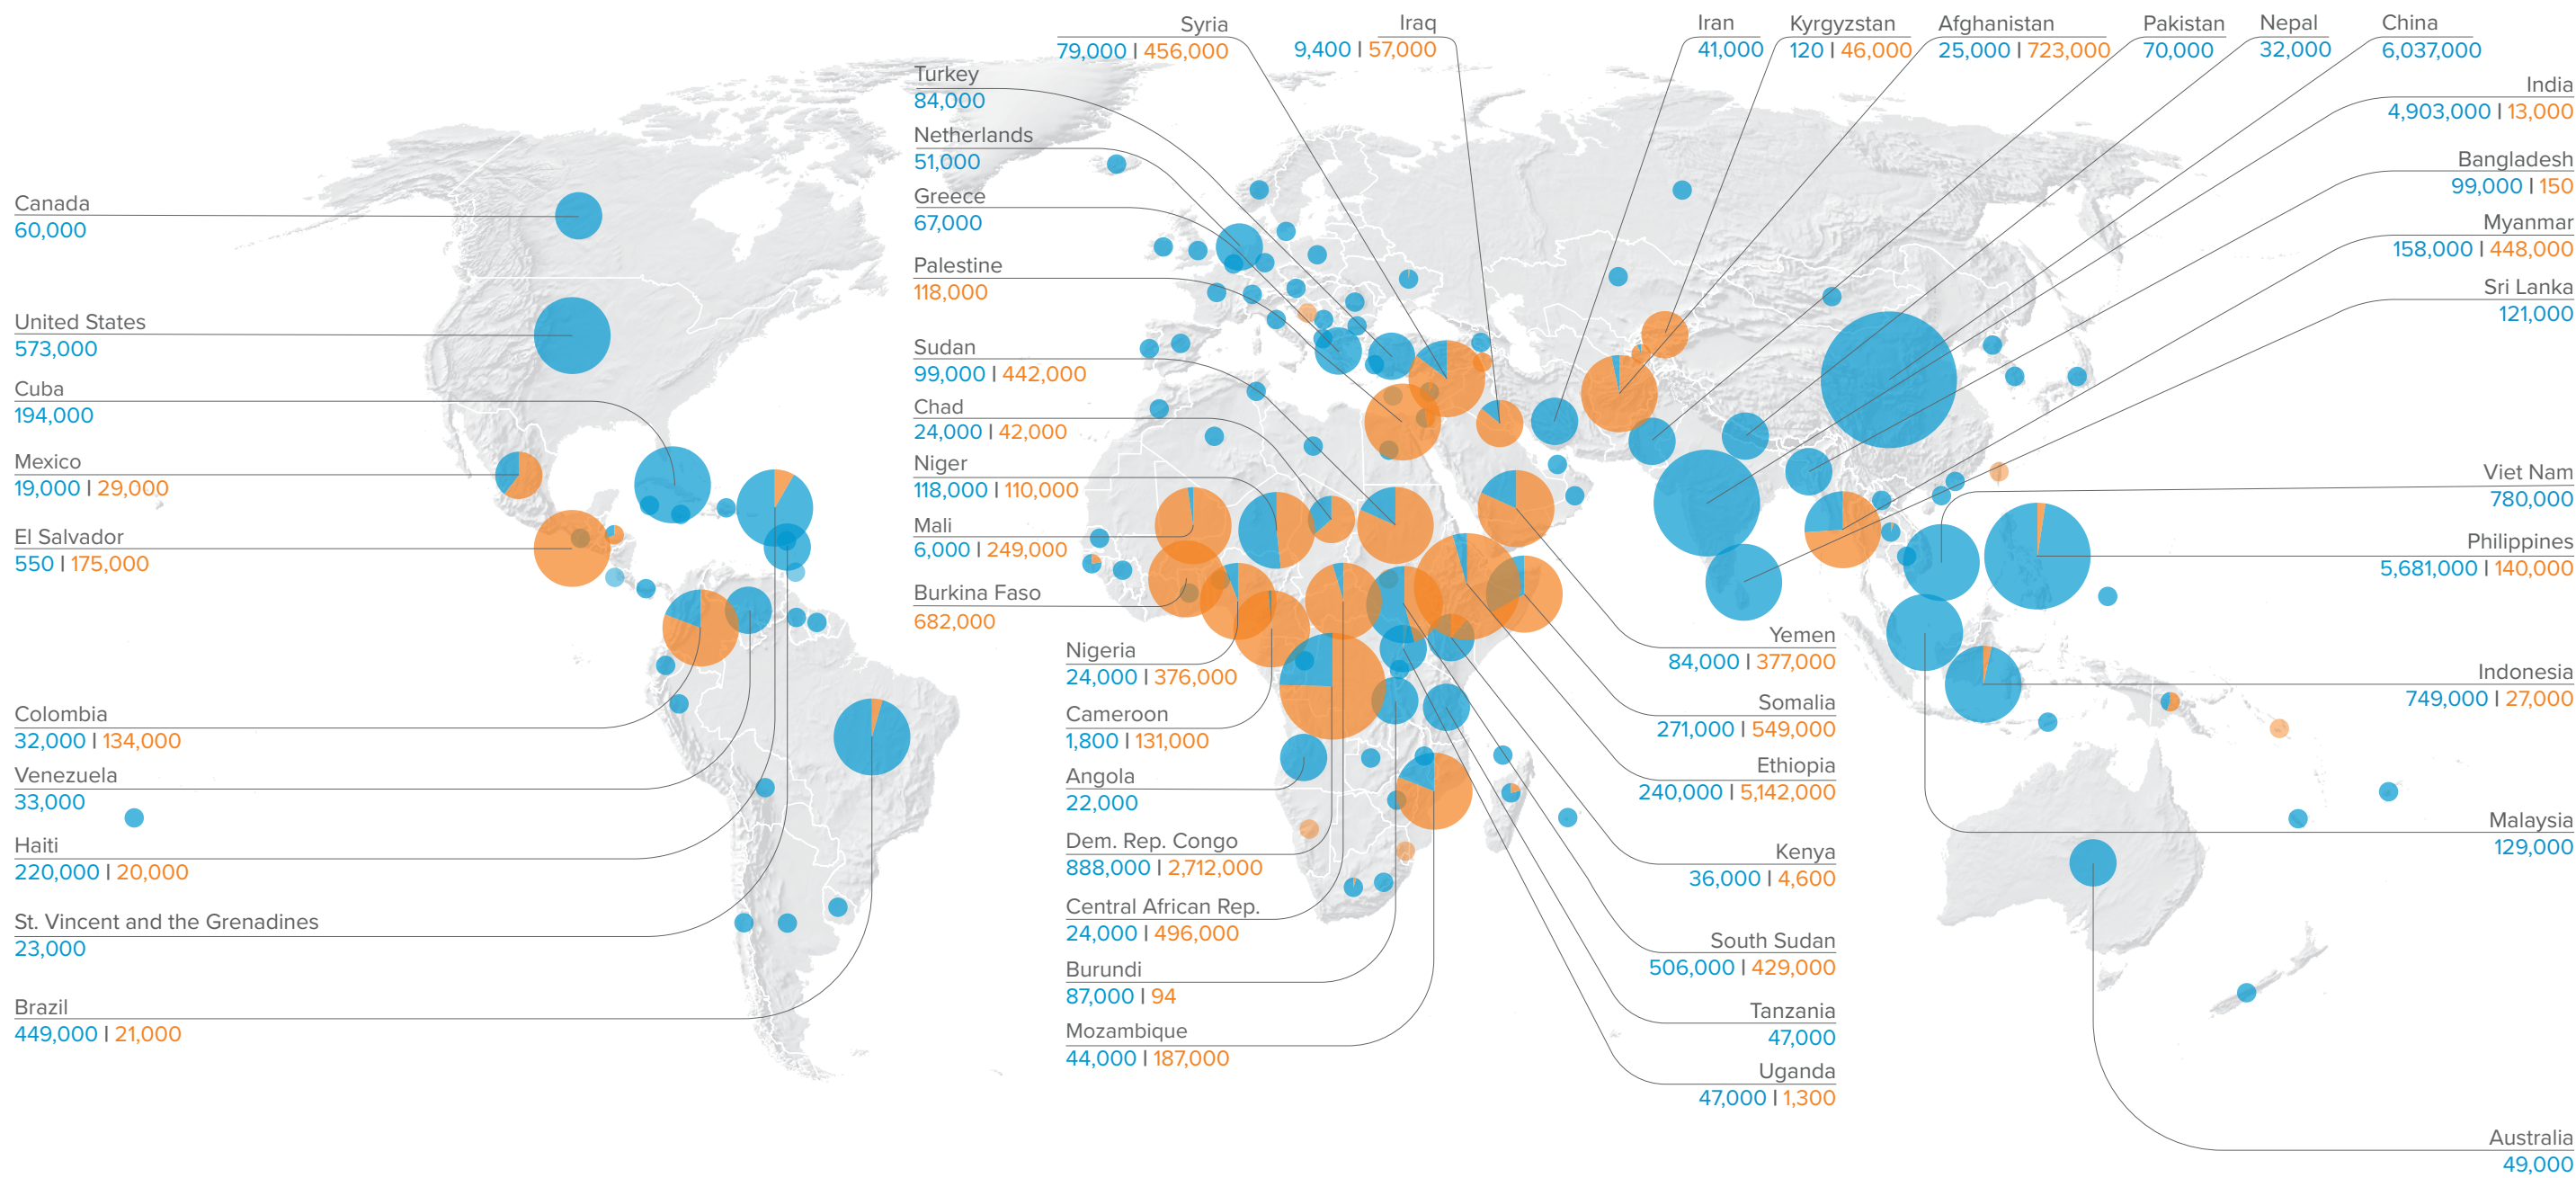 Syria
79,000 | 456,000
Iraq
9,400 | 57,000
Iran
41,000
Kyrgyzstan
120 | 46,000
Afghanistan
25,000 | 723,000
Pakistan
70,000
Nepal
32,000
China
6,037,000
India
4,903,000 | 13,000
Bangladesh
99,000 | 150
Myanmar
158,000 | 448,000
Sri Lanka
121,000
Viet Nam
780,000
Philippines
5,681,000 | 140,000
Indonesia
749,000 | 27,000
Malaysia
129,000
Australia
49,000
Turkey
84,000
Netherlands
51,000
Greece
67,000
Palestine
118,000
Sudan
99,000 | 442,000
Chad
24,000 | 42,000
Niger
118,000 | 110,000
Mali
6,000 | 249,000
Burkina Faso
682,000
Nigeria
24,000 | 376,000
Cameroon
1,800 | 131,000
Angola
22,000
Dem. Rep. Congo
888,000 | 2,712,000
Central African Rep.
24,000 | 496,000
Burundi
87,000 | 94
Mozambique
44,000 | 187,000
Yemen
84,000 | 377,000
Somalia
271,000 | 549,000
Ethiopia
240,000 | 5,142,000
Kenya
36,000 | 4,600
South Sudan
506,000 | 429,000
Tanzania
47,000
Uganda
47,000 | 1,300
Canada
60,000
United States
573,000
Cuba
194,000
Mexico
19,000 | 29,000
El Salvador
550 | 175,000
Colombia
32,000 | 134,000
Venezuela
33,000
Haiti
220,000 | 20,000
St. Vincent and the Grenadines
23,000
Brazil
449,000 | 21,000